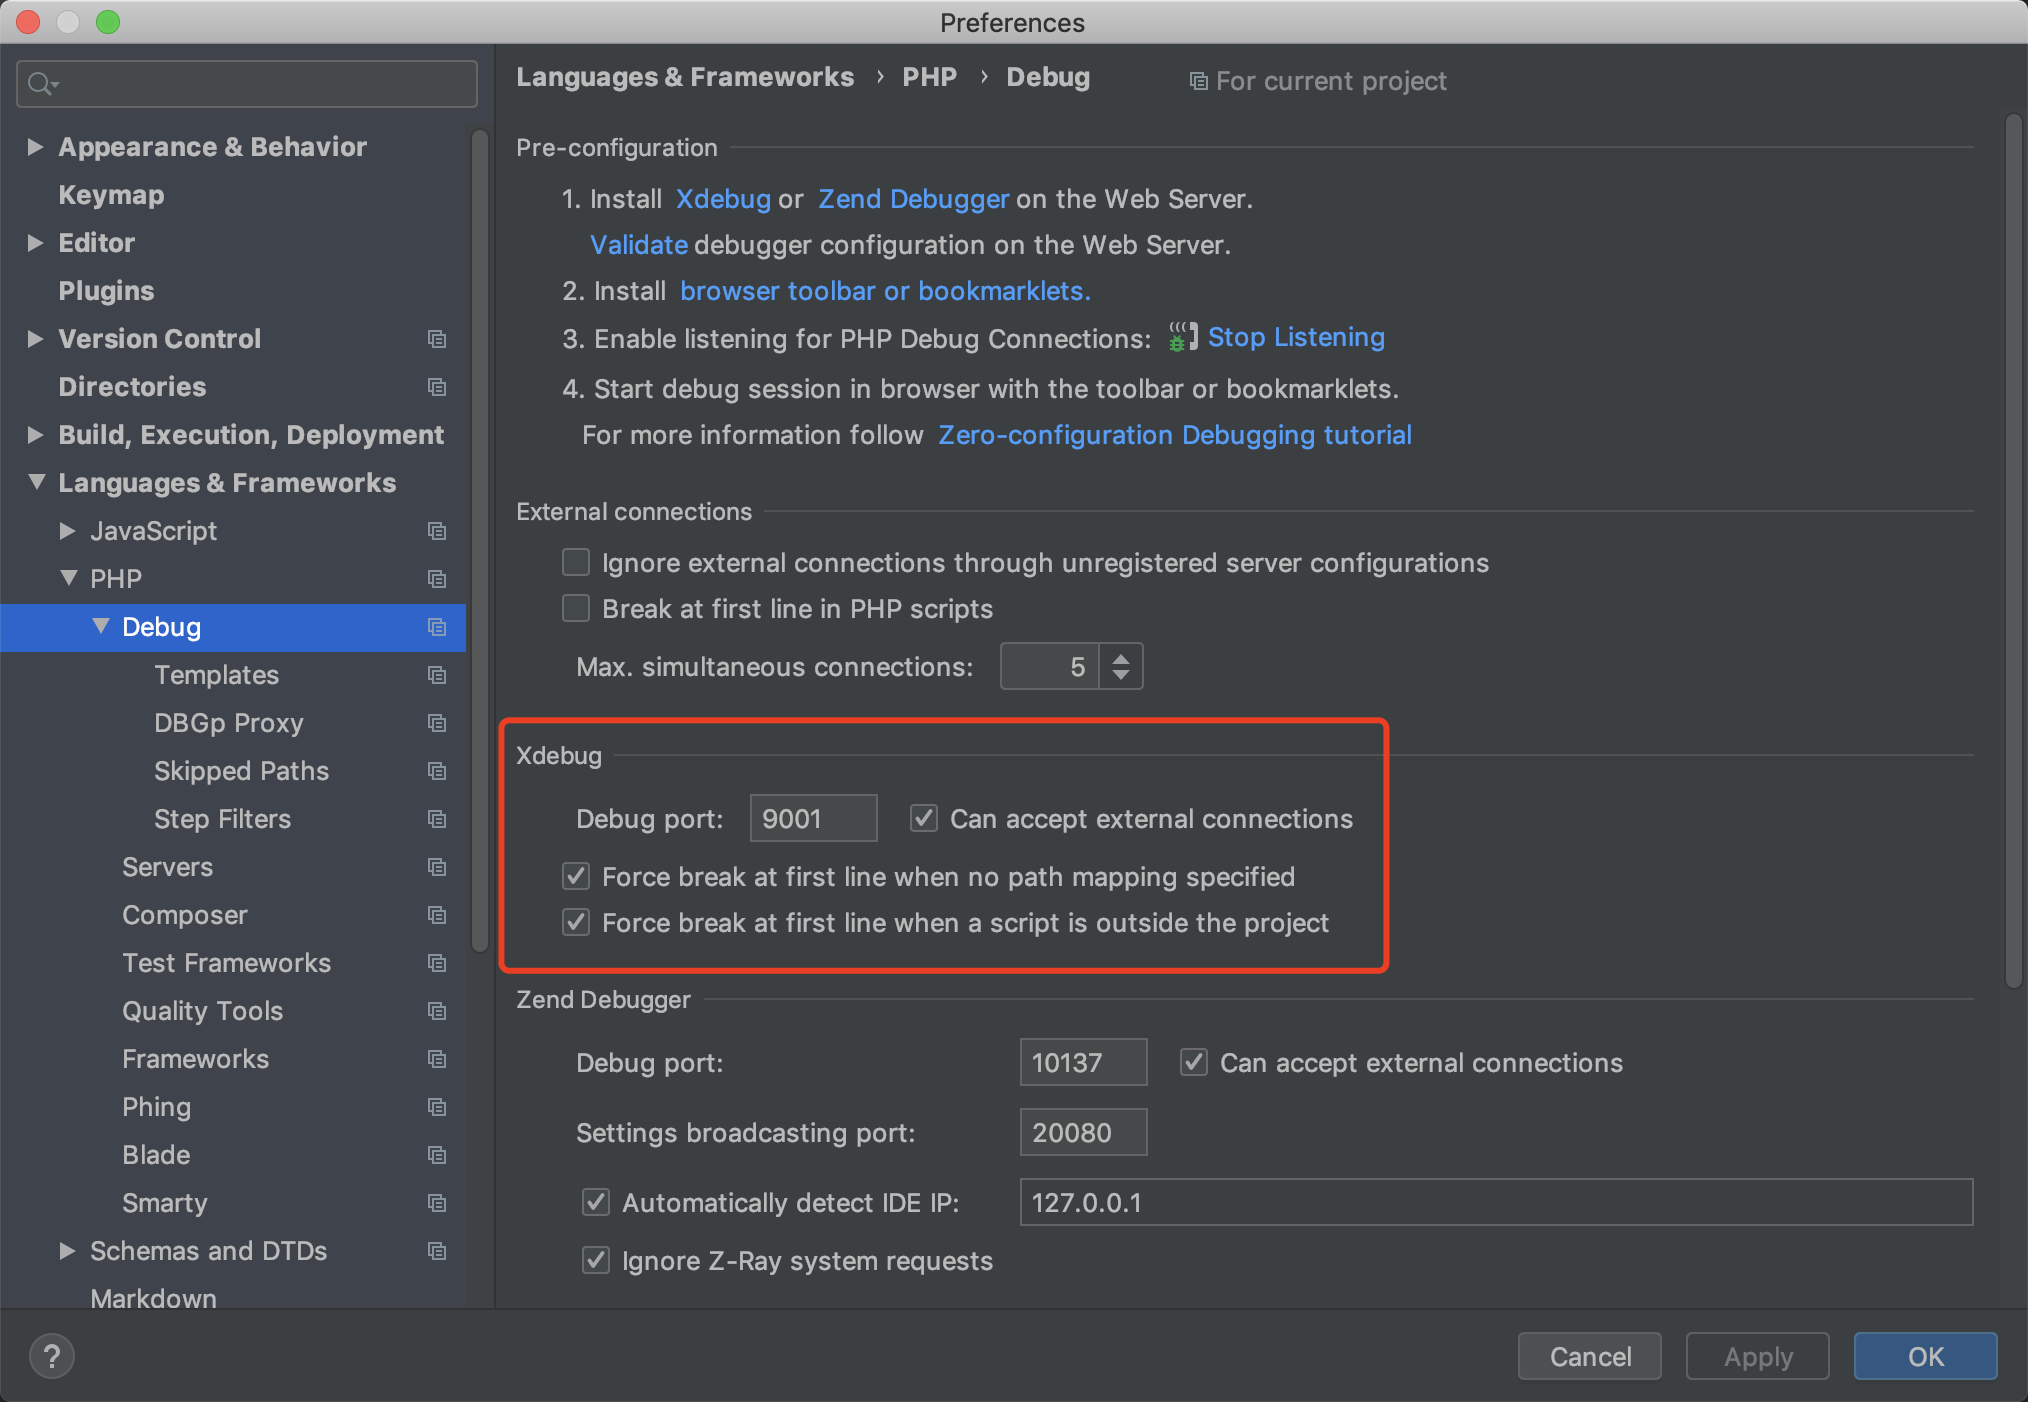 Preferences
Appearance & Behavior
Keymap
Editor
Plugins
Version Control
Directories
Build, Execution, Deployment
Languages & Frameworks
JavaScript
PHP
Debug
Templates
DBGp Proxy
Skipped Paths
Step Filters
Servers
Composer
Test Frameworks
Quality Tools
Frameworks
Phing
Blade
Smarty
Schemas and DTDs
Markdown
Languages & Frameworks › PHP › Debug For current project
Pre-configuration
1. Install Xdebug or Zend Debugger on the Web Server.
Validate debugger configuration on the Web Server.
2. Install browser toolbar or bookmarklets.
3. Enable listening for PHP Debug Connections: Stop Listening
4. Start debug session in browser with the toolbar or bookmarklets.
For more information follow Zero-configuration Debugging tutorial
External connections
Ignore external connections through unregistered server configurations
Break at first line in PHP scripts
Max. simultaneous connections: 5
Xdebug
Debug port: 9001 Can accept external connections
Force break at first line when no path mapping specified
Force break at first line when a script is outside the project
Zend Debugger
Debug port: 10137 Can accept external connections
Settings broadcasting port: 20080
Automatically detect IDE IP: 127.0.0.1
Ignore Z-Ray system requests
? Cancel Apply OK